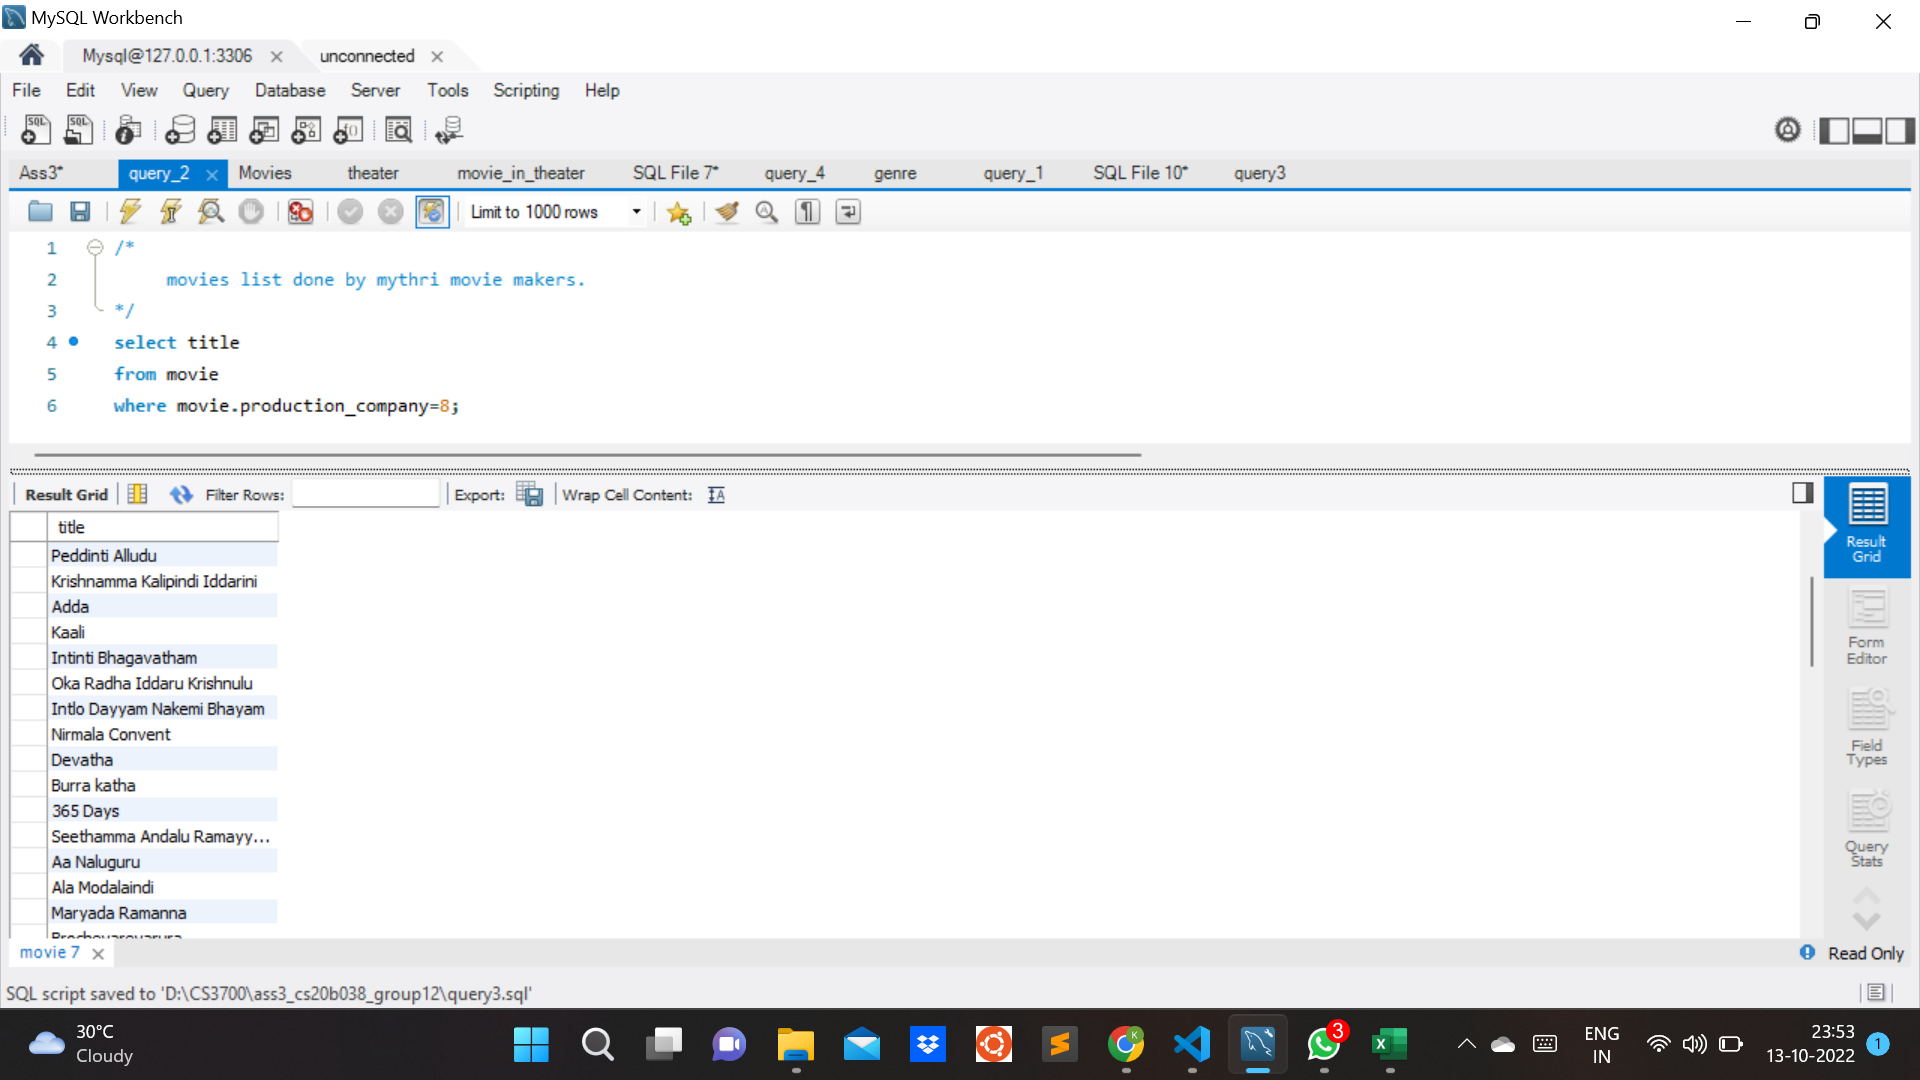 MySQL Workbench
Mysql@127.0.0.1:3306
unconnected
File Edit View Query Database Server Tools Scripting Help
Ass3* query_2 Movies theater movie_in_theater SQL File 7* query_4 genre query_1 SQL File 10* query3
Limit to 1000 rows
1 /*
2 movies list done by mythri movie makers.
3 */
4 select title
5 from movie
6 where movie.production_company=8;
Result Grid Filter Rows: Export: Wrap Cell Content:
title
Peddinti Alludu
Krishnamma Kalipindi Iddarini
Adda
Kaali
Intinti Bhagavatham
Oka Radha Iddaru Krishnulu
Intlo Dayyam Nakemi Bhayam
Nirmala Convent
Devatha
Burra katha
365 Days
Seethamma Andalu Ramayy...
Aa Naluguru
Ala Modalaindi
Maryada Ramanna
Result
Grid
Form
Editor
Field
Types
Query
Stats
movie 7
Read Only
SQL script saved to 'D:\CS3700\ass3_cs20b038_group12\query3.sql'
30°C
Cloudy
3
ENG
IN
23:53
13-10-2022
1